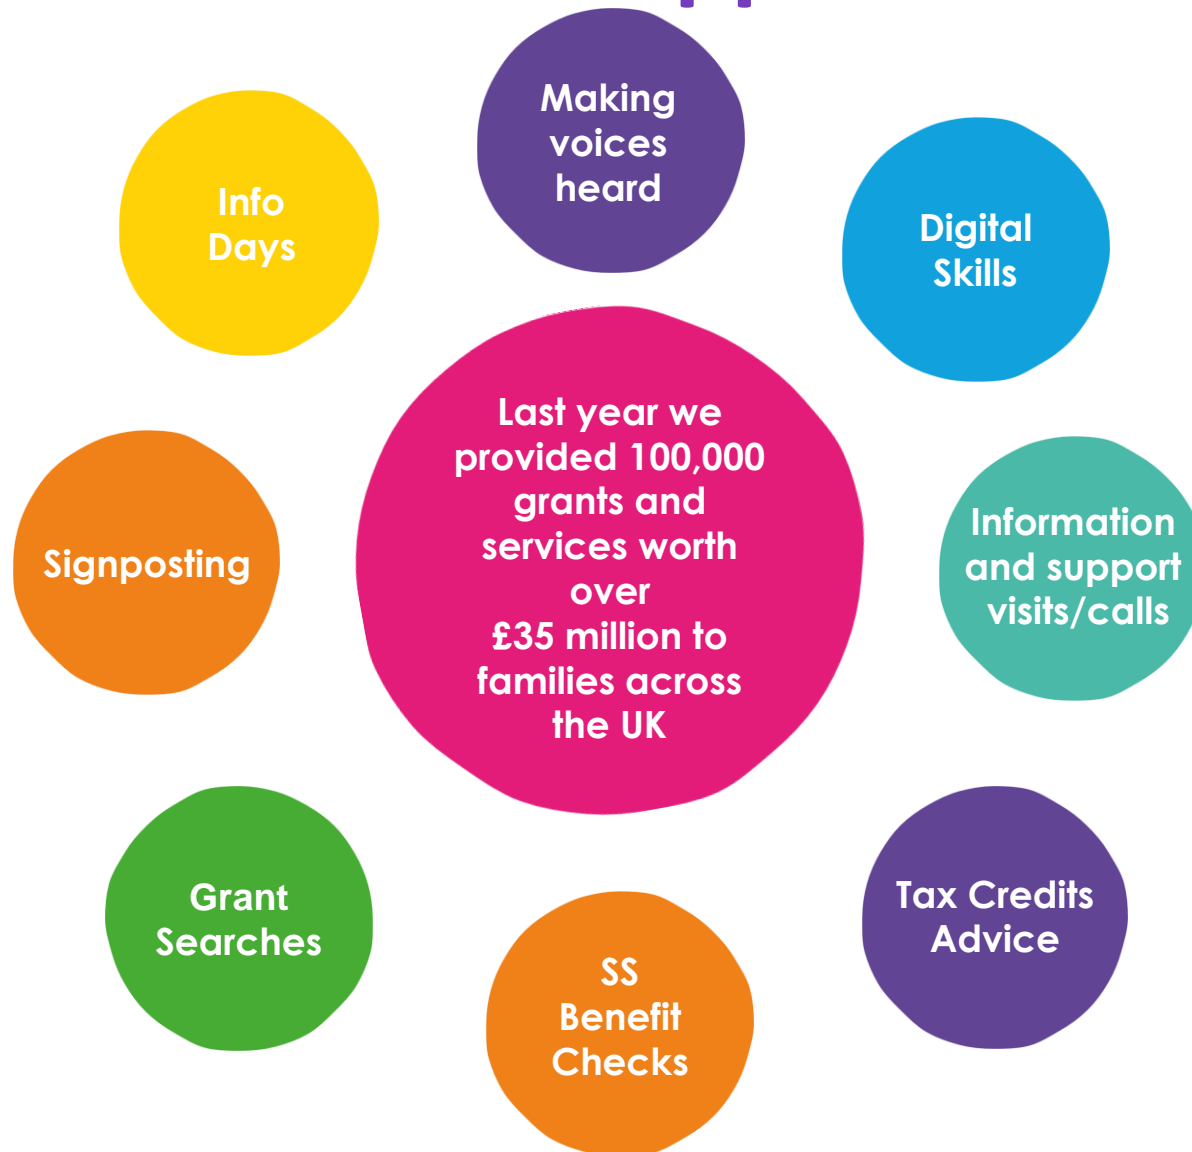 Making
voices
heard
Info
Days
Digital
Skills
Last year we
provided 100,000
grants and
services worth
over
£35 million to
families across
the UK
Signposting
Information
and support
visits/calls
Grant
Searches
Tax Credits
Advice
SS
Benefit
Checks